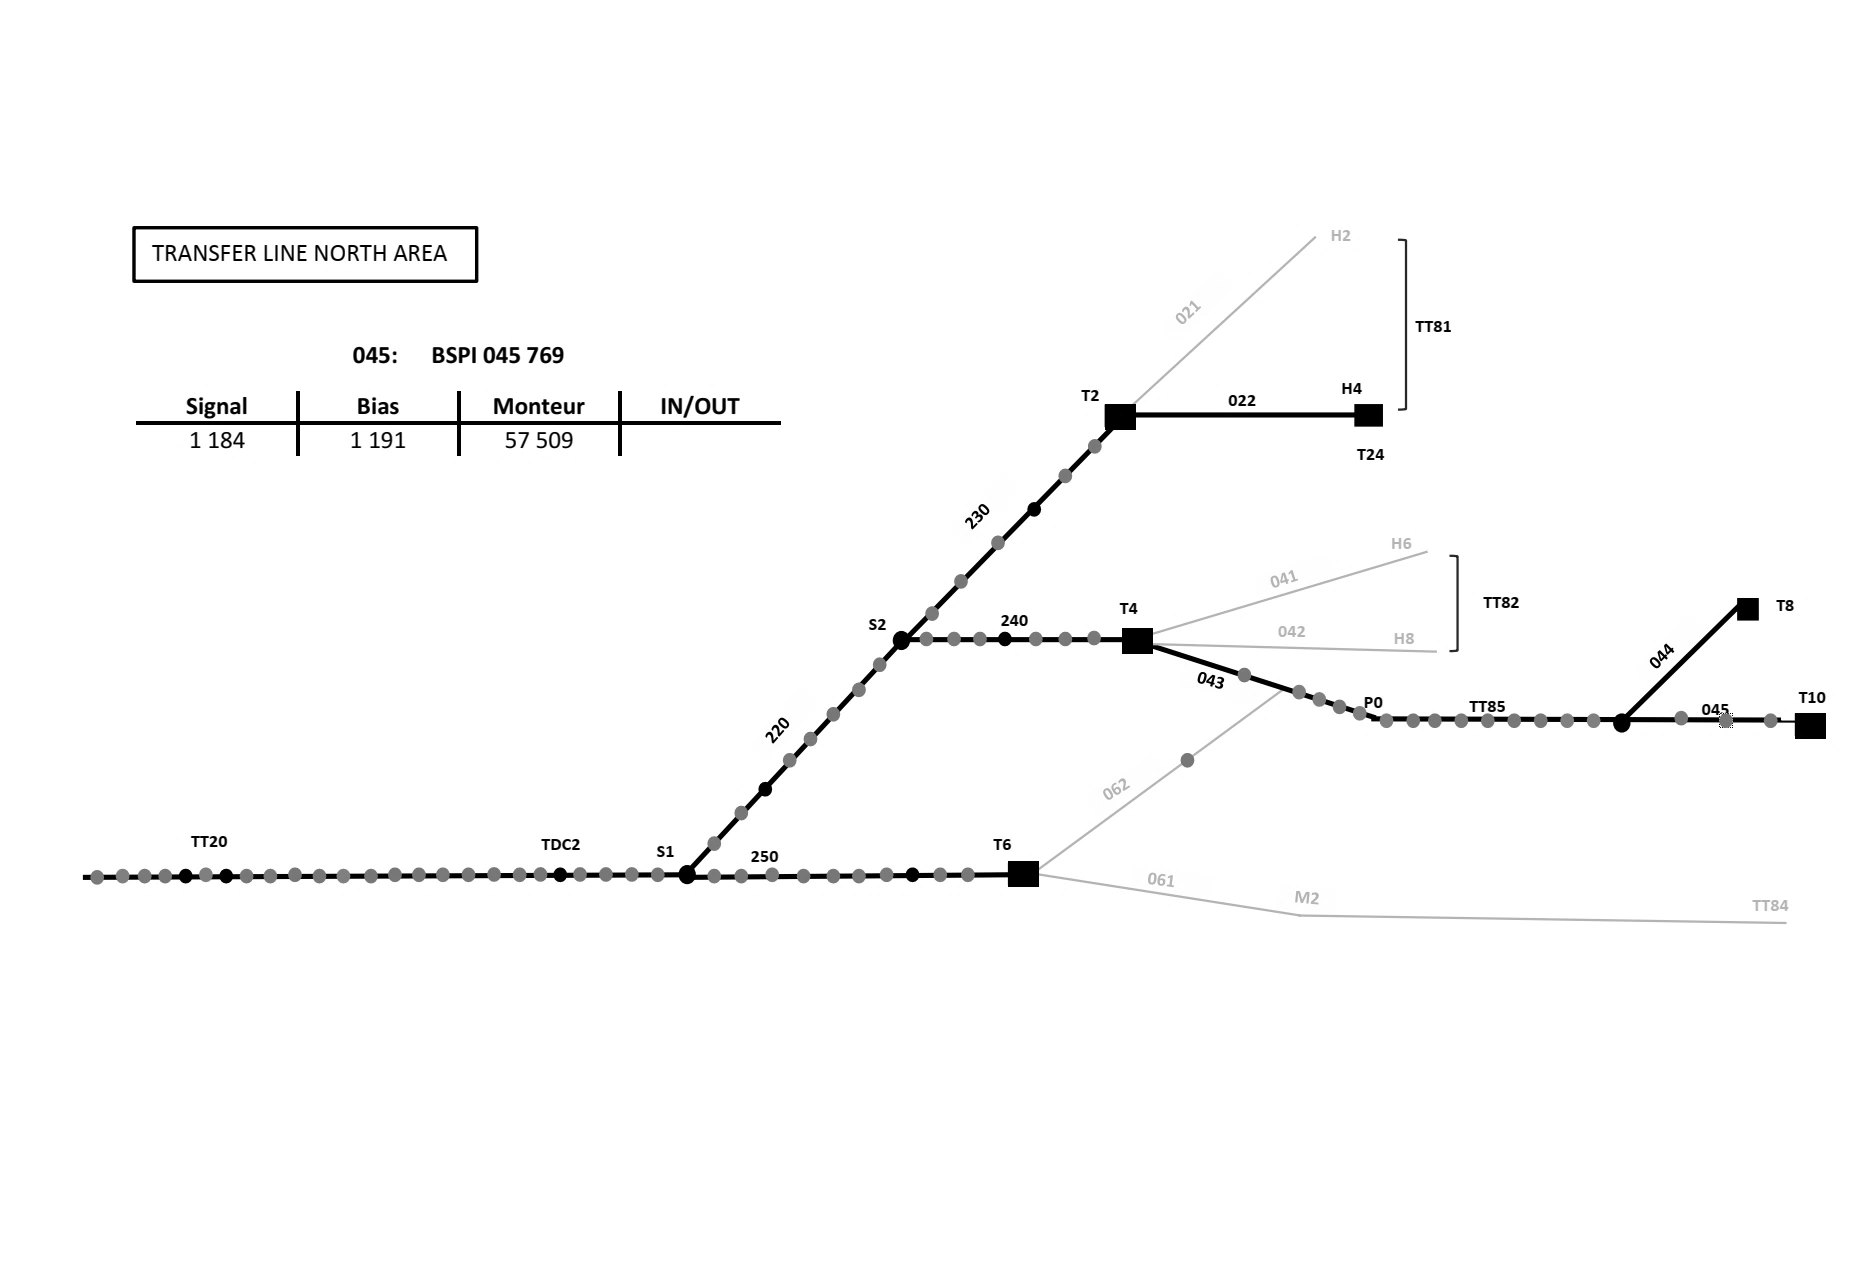 TRANSFER LINE NORTH AREA
045: BSPI 045 769
Signal Bias Monteur IN/OUT
1 184 1 191 57 509
H2
021
TT81
T2
022
H4
T24
230
H6
041
TT82
S2
240
T4
042
H8
T8
044
043
P0
TT85
045
T10
220
062
TT20
TDC2
S1
250
T6
061
M2
TT84